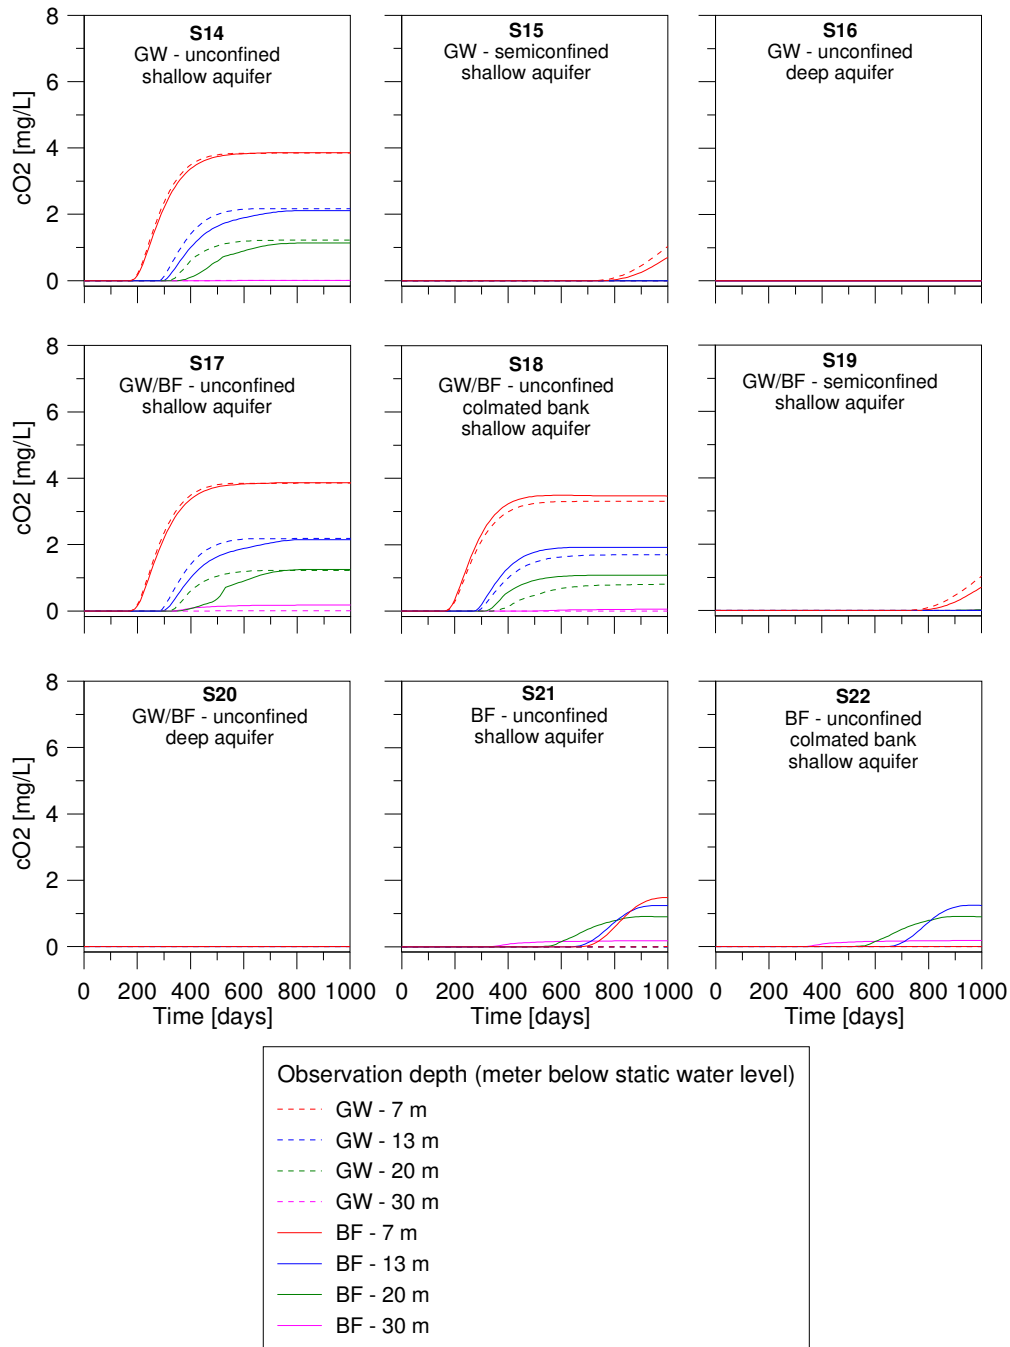 S14
GW - unconfined
shallow aquifer
S15
GW - semiconfined
shallow aquifer
S16
GW - unconfined
deep aquifer
cO2 [mg/L]
8
6
4
2
0
0 200 400 600 800 1000
0 200 400 600 800 1000
0 200 400 600 800 1000
S17
GW/BF - unconfined
shallow aquifer
S18
GW/BF - unconfined
colmated bank
shallow aquifer
S19
GW/BF - semiconfined
shallow aquifer
cO2 [mg/L]
8
6
4
2
0
S20
GW/BF - unconfined
deep aquifer
S21
BF - unconfined
shallow aquifer
S22
BF - unconfined
colmated bank
shallow aquifer
cO2 [mg/L]
8
6
4
2
0
Time [days]
Time [days]
Time [days]
Observation depth (meter below static water level)
GW - 7 m
GW - 13 m
GW - 20 m
GW - 30 m
BF - 7 m
BF - 13 m
BF - 20 m
BF - 30 m